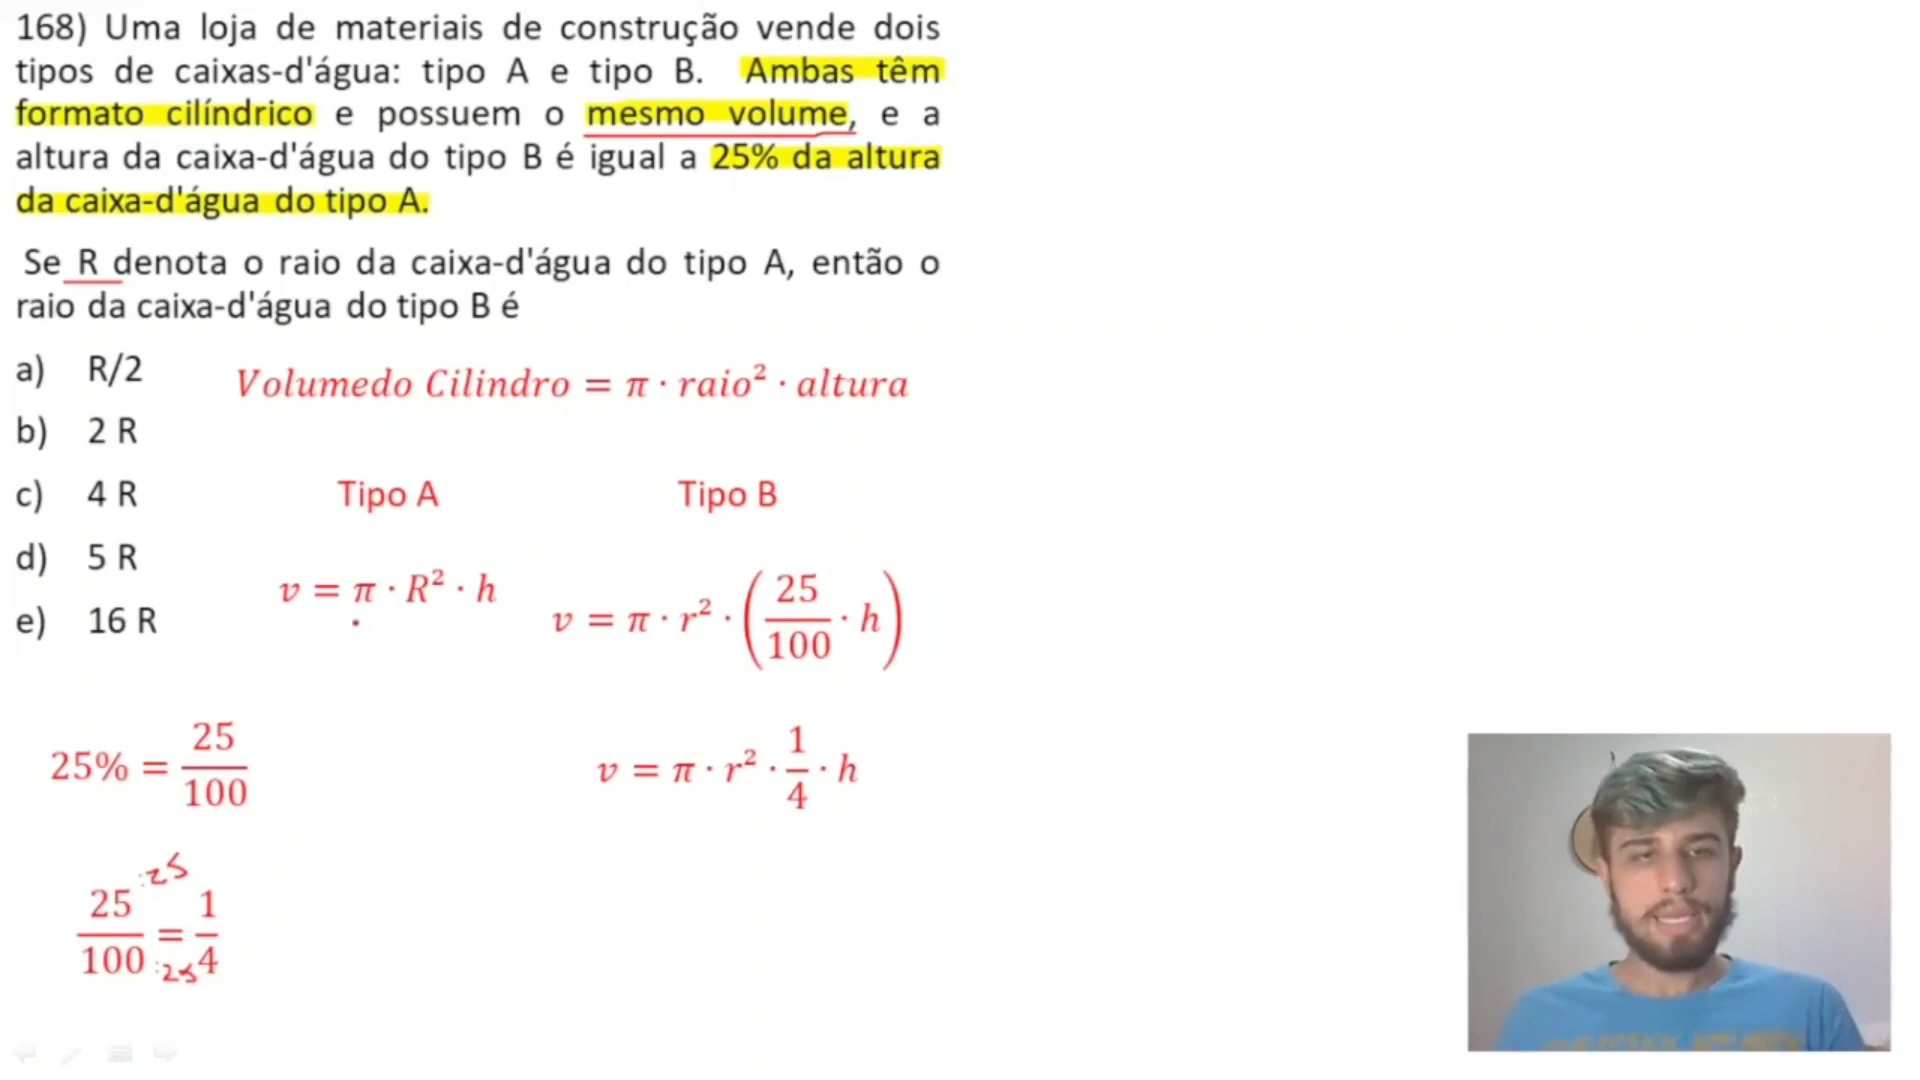 168) Uma loja de materiais de construção vende dois
tipos de caixas-d'água: tipo A e tipo B. Ambas têm
formato cilíndrico e possuem o mesmo volume, e a
altura da caixa-d'água do tipo B é igual a 25% da altura
da caixa-d'água do tipo A.
Se R denota o raio da caixa-d'água do tipo A, então o
raio da caixa-d'água do tipo B é
a) R/2
Volumedo Cilindro = π · raio² · altura
b) 2 R
c) 4 R
Tipo A
Tipo B
d) 5 R
v = π · R² · h
v = π · r² · (25/100 · h)
e) 16 R
25% = 25/100
v = π · r² · 1/4 · h
:25
25/100 = 1/4
:25